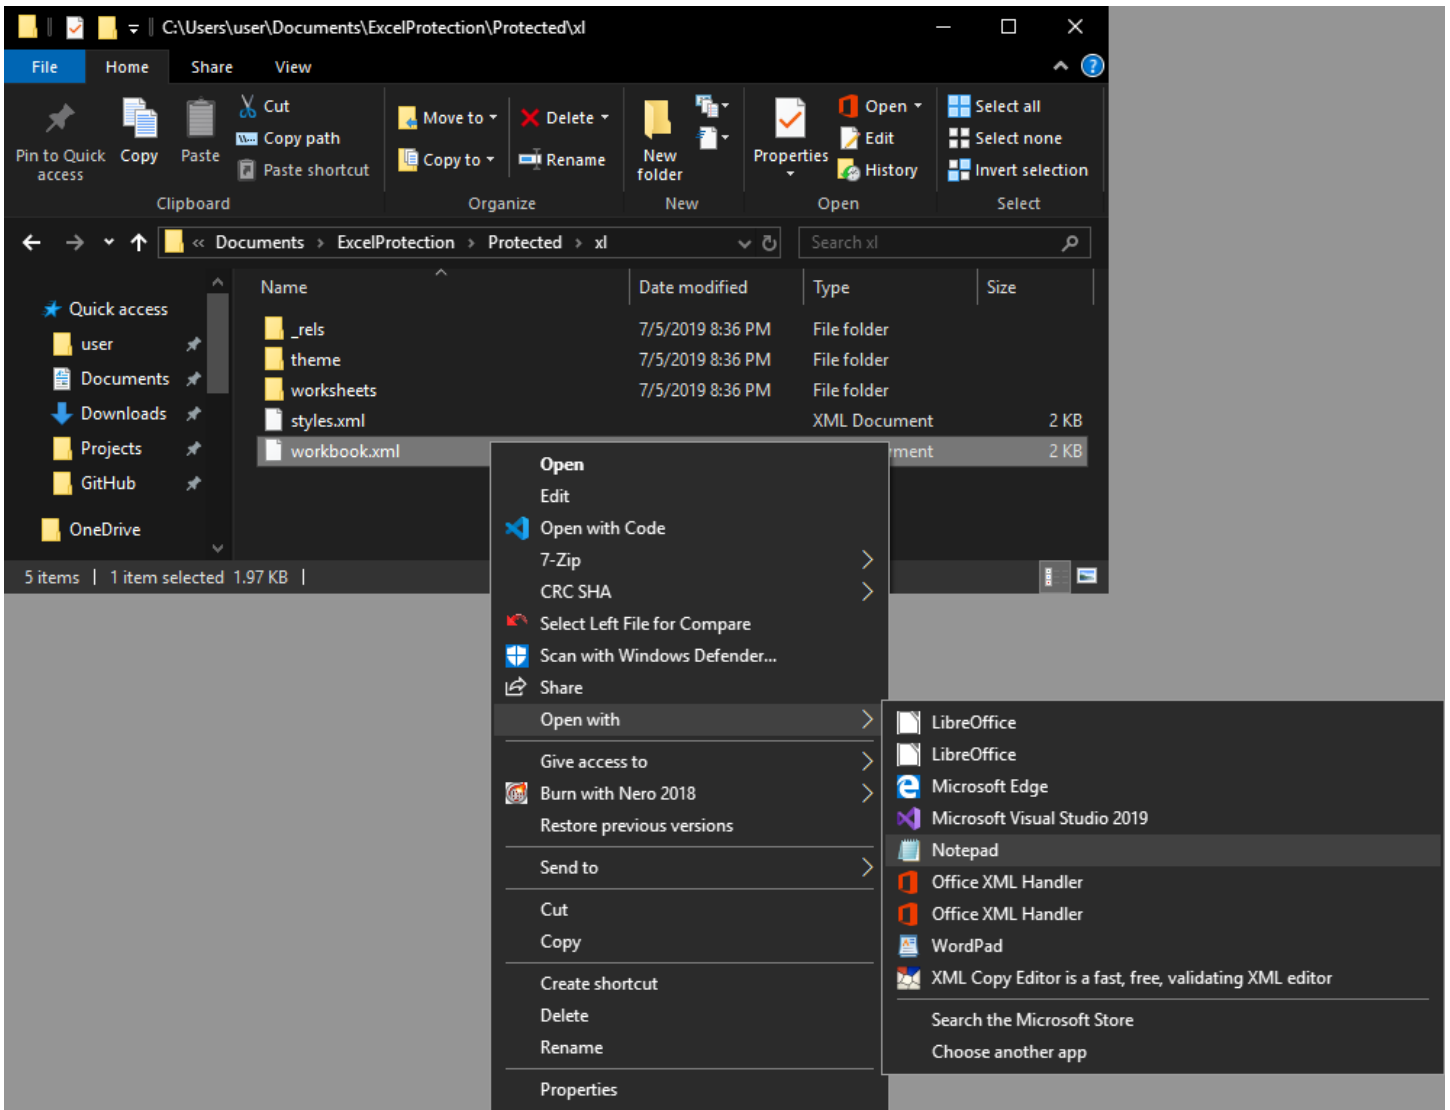 C:\Users\user\Documents\ExcelProtection\Protected\xl
File Home Share View
Pin to Quick access
Copy
Paste
Cut
Copy path
Paste shortcut
Clipboard
Move to
Copy to
Delete
Rename
Organize
New folder
New
Properties
Open
Edit
History
Open
Select all
Select none
Invert selection
Select
« Documents › ExcelProtection › Protected › xl
Search xl
Quick access
user
Documents
Downloads
Projects
GitHub
OneDrive
Name Date modified Type Size
_rels 7/5/2019 8:36 PM File folder
theme 7/5/2019 8:36 PM File folder
worksheets 7/5/2019 8:36 PM File folder
styles.xml XML Document 2 KB
workbook.xml ment 2 KB
5 items | 1 item selected 1.97 KB |
Open
Edit
Open with Code
7-Zip
CRC SHA
Select Left File for Compare
Scan with Windows Defender...
Share
Open with
Give access to
Burn with Nero 2018
Restore previous versions
Send to
Cut
Copy
Create shortcut
Delete
Rename
Properties
LibreOffice
LibreOffice
Microsoft Edge
Microsoft Visual Studio 2019
Notepad
Office XML Handler
Office XML Handler
WordPad
XML Copy Editor is a fast, free, validating XML editor
Search the Microsoft Store
Choose another app